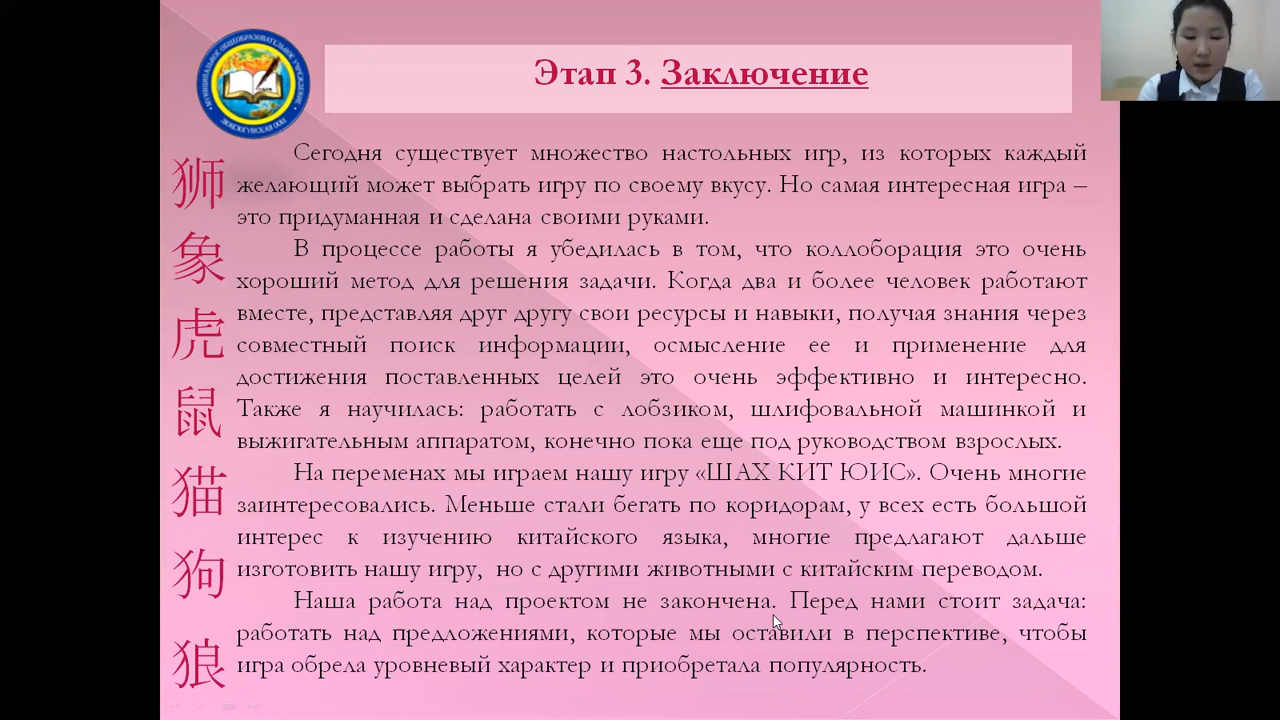 Этап 3. Заключение
МУНИЦИПАЛЬНОЕ ОБЩЕОБРАЗОВАТЕЛЬНОЕ УЧРЕЖДЕНИЕ
狮
象
虎
鼠
猫
狗
狼
Сегодня существует множество настольных игр, из которых каждый
желающий может выбрать игру по своему вкусу. Но самая интересная игра –
это придуманная и сделана своими руками.
В процессе работы я убедилась в том, что коллоборация это очень
хороший метод для решения задачи. Когда два и более человек работают
вместе, представляя друг другу свои ресурсы и навыки, получая знания через
совместный поиск информации, осмысление ее и применение для
достижения поставленных целей это очень эффективно и интересно.
Также я научилась: работать с лобзиком, шлифовальной машинкой и
выжигательным аппаратом, конечно пока еще под руководством взрослых.
На переменах мы играем нашу игру «ШАХ КИТ ЮИС». Очень многие
заинтересовались. Меньше стали бегать по коридорам, у всех есть большой
интерес к изучению китайского языка, многие предлагают дальше
изготовить нашу игру, но с другими животными с китайским переводом.
Наша работа над проектом не закончена. Перед нами стоит задача:
работать над предложениями, которые мы оставили в перспективе, чтобы
игра обрела уровневый характер и приобретала популярность.